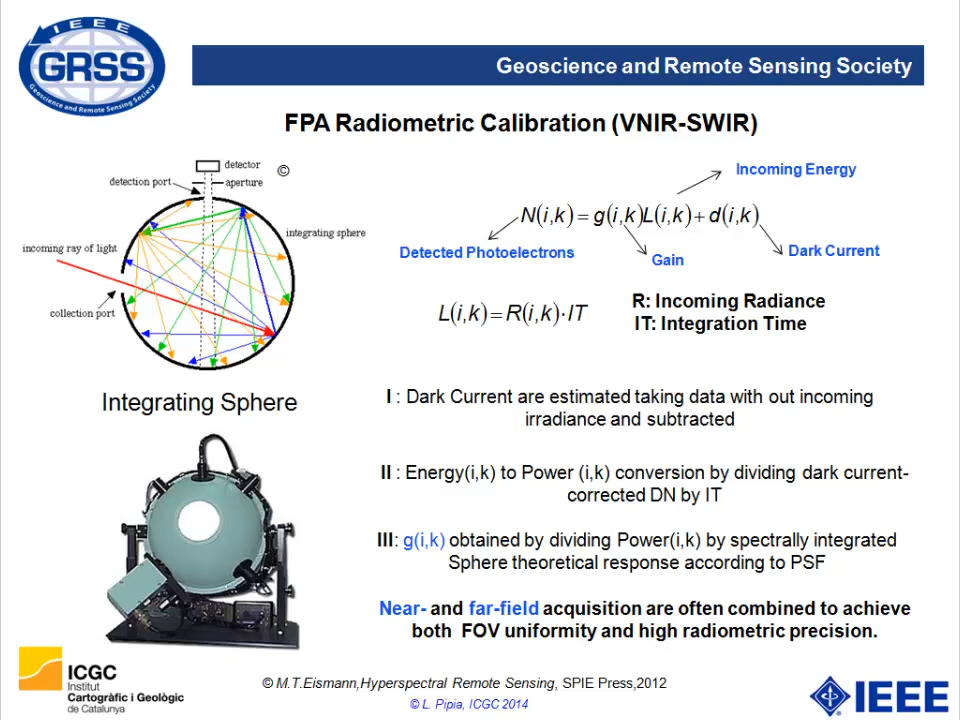 IEEE
GRSS
Geoscience and Remote Sensing Society
Geoscience and Remote Sensing Society
FPA Radiometric Calibration (VNIR-SWIR)
detector
©
detection port
aperture
integrating sphere
incoming ray of light
collection port
Incoming Energy
N(i,k) = g(i,k)L(i,k) + d(i,k)
Detected Photoelectrons
Gain
Dark Current
L(i,k) = R(i,k)·IT
R: Incoming Radiance
IT: Integration Time
Integrating Sphere
I : Dark Current are estimated taking data with out incoming
irradiance and subtracted
II : Energy(i,k) to Power (i,k) conversion by dividing dark current-
corrected DN by IT
III: g(i,k) obtained by dividing Power(i,k) by spectrally integrated
Sphere theoretical response according to PSF
Near- and far-field acquisition are often combined to achieve
both FOV uniformity and high radiometric precision.
ICGC
Institut
Cartogràfic i Geològic
de Catalunya
© M.T.Eismann,Hyperspectral Remote Sensing, SPIE Press,2012
© L. Pipia, ICGC 2014
IEEE